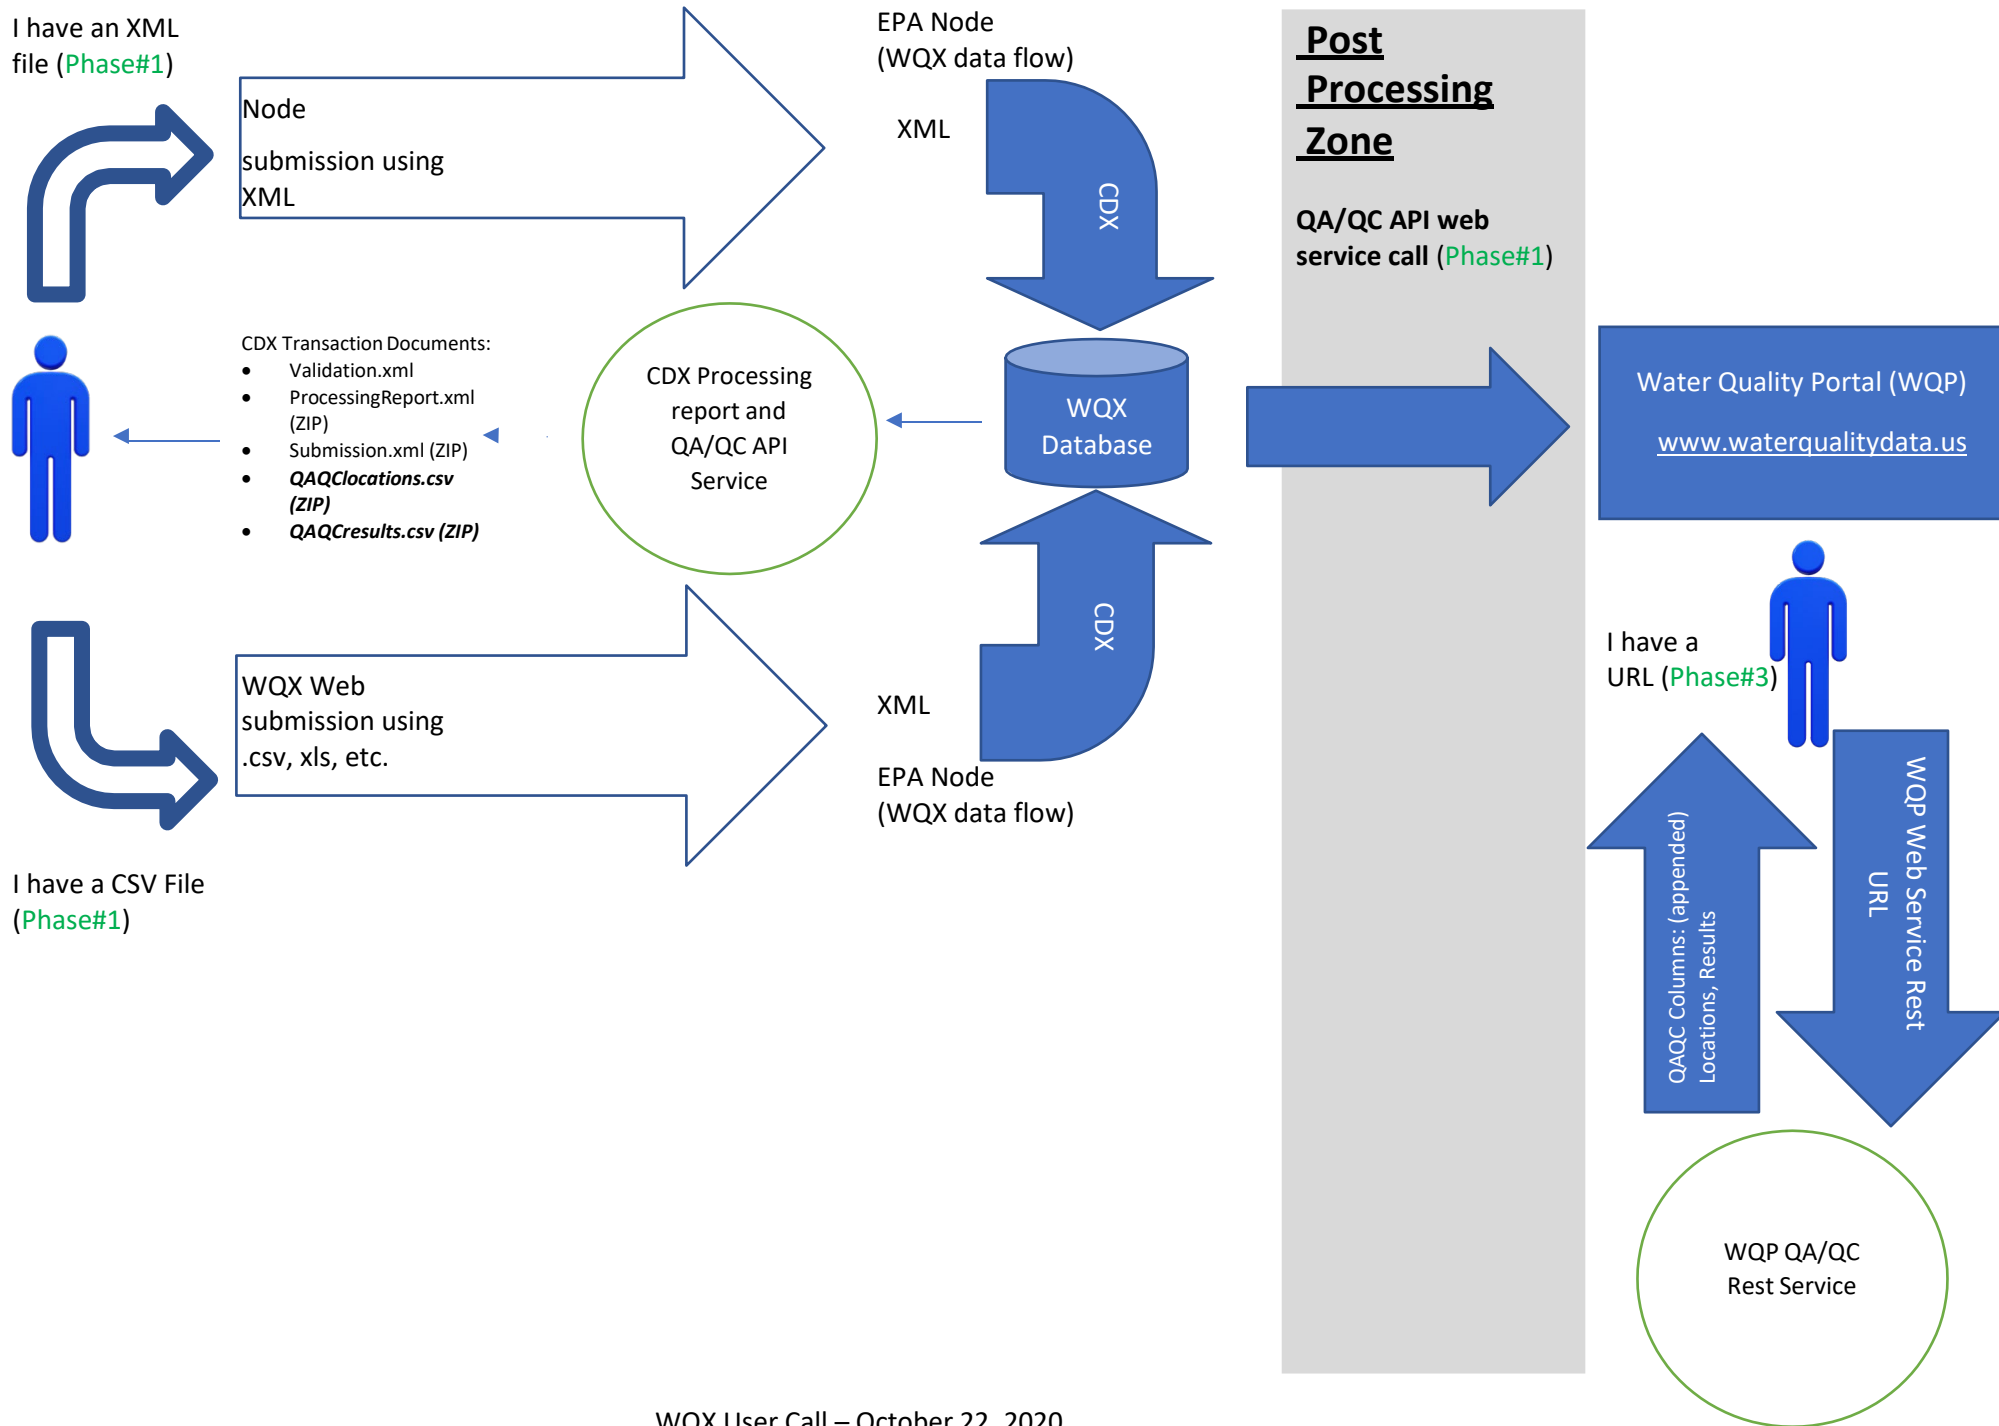 I have an XML
file (Phase#1)
Node
submission using
XML
EPA Node
(WQX data flow)
XML
CDX
Post
Processing
Zone
QA/QC API web
service call (Phase#1)
CDX Transaction Documents:
• Validation.xml
• ProcessingReport.xml
(ZIP)
• Submission.xml (ZIP)
• QAQClocations.csv
(ZIP)
• QAQCresults.csv (ZIP)
CDX Processing
report and
QA/QC API
Service
WQX
Database
Water Quality Portal (WQP)
www.waterqualitydata.us
WQX Web
submission using
.csv, xls, etc.
CDX
XML
EPA Node
(WQX data flow)
I have a CSV File
(Phase#1)
I have a
URL (Phase#3)
QAQC Columns: (appended)
Locations, Results
WQP Web Service Rest
URL
WQP QA/QC
Rest Service
WQX User Call – October 22, 2020